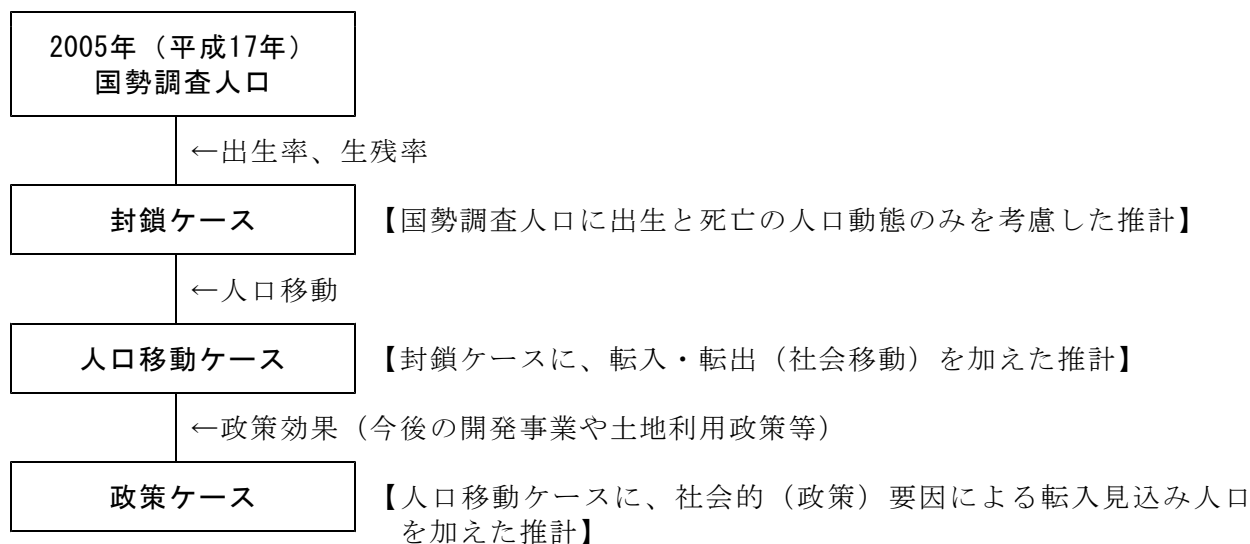 2005年（平成17年）
国勢調査人口
←出生率、生残率
封鎖ケース
【国勢調査人口に出生と死亡の人口動態のみを考慮した推計】
←人口移動
人口移動ケース
【封鎖ケースに、転入・転出（社会移動）を加えた推計】
←政策効果（今後の開発事業や土地利用政策等）
政策ケース
【人口移動ケースに、社会的（政策）要因による転入見込み人口
を加えた推計】